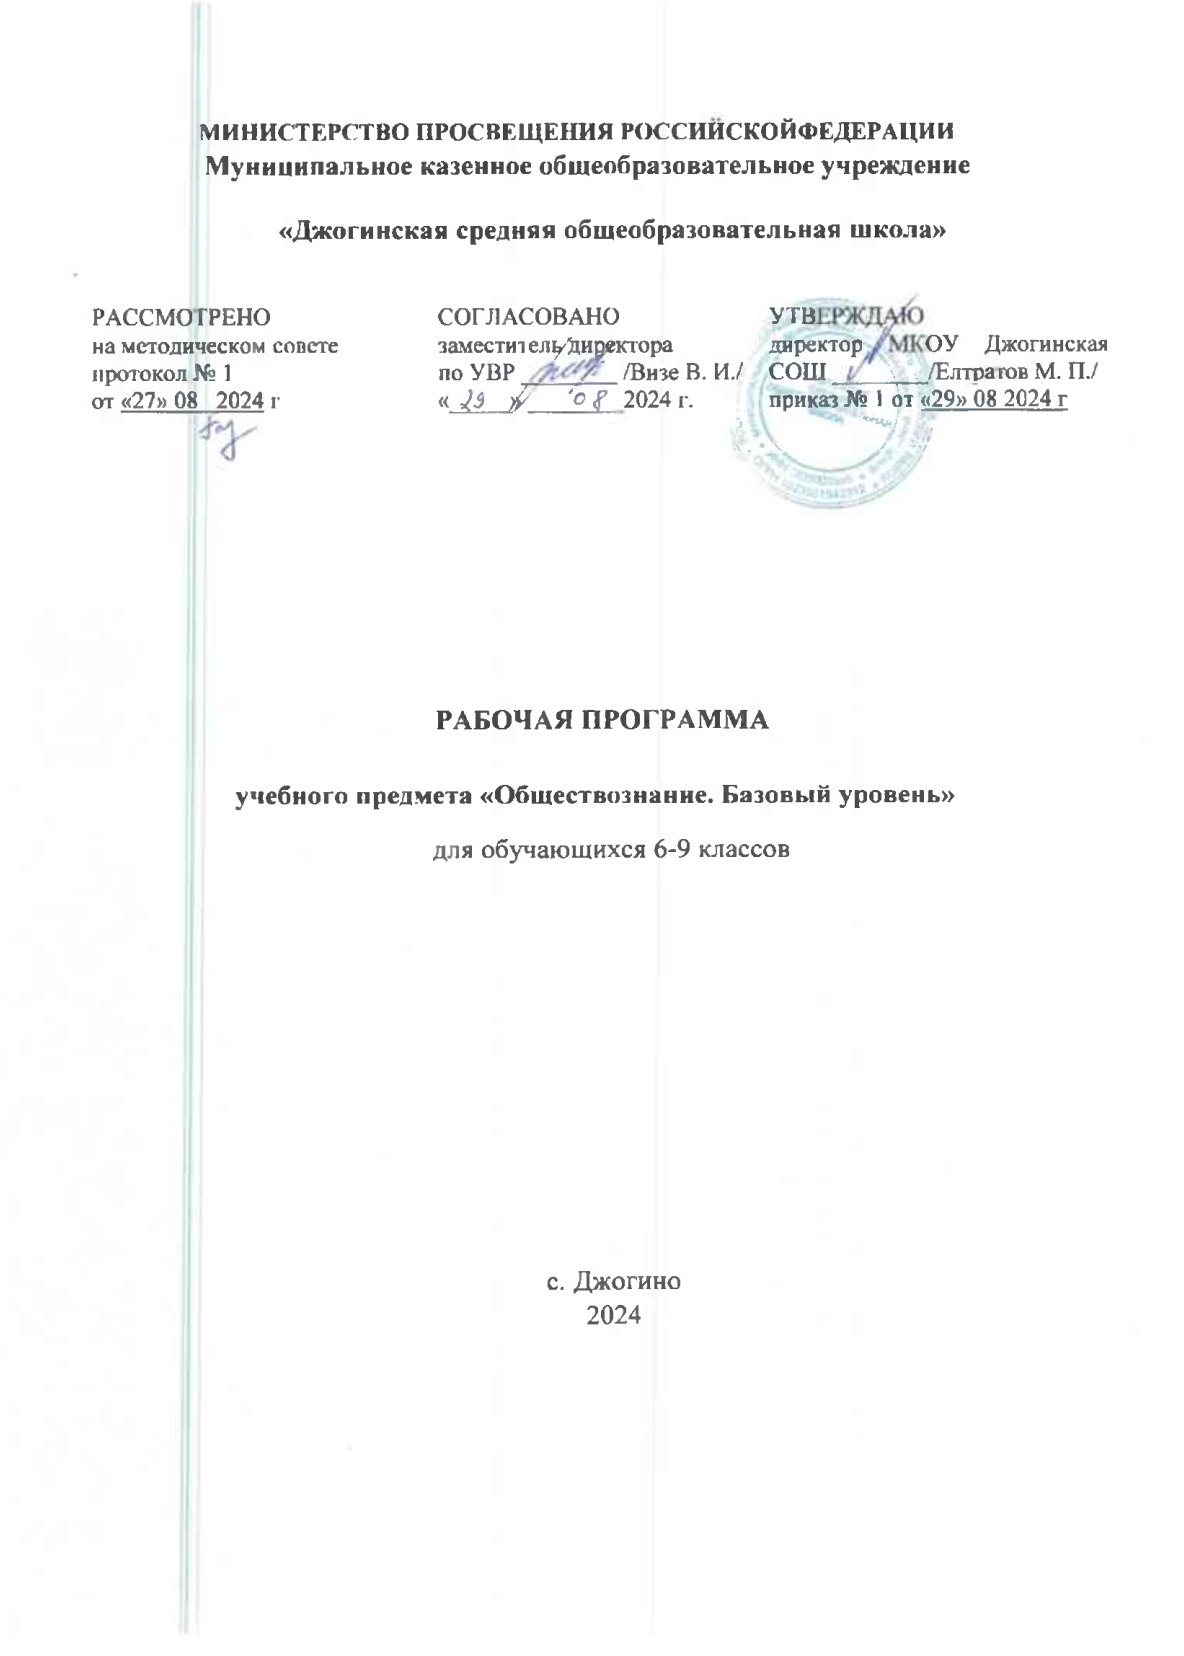 МИНИСТЕРСТВО ПРОСВЕЩЕНИЯ РОССИЙСКОЙФЕДЕРАЦИИ
Муниципальное казенное общеобразовательное учреждение
«Джогинская средняя общеобразовательная школа»
РАССМОТРЕНО
на методическом совете
протокол № 1
от «27» 08 2024 г
СОГЛАСОВАНО
заместитель директора
по УВР ________ /Визе В. И./
« 29 » 08 2024 г.
УТВЕРЖДАЮ
директор МКОУ Джогинская
СОШ ________/Елтратов М. П./
приказ № 1 от «29» 08 2024 г
РАБОЧАЯ ПРОГРАММА
учебного предмета «Обществознание. Базовый уровень»
для обучающихся 6-9 классов
с. Джогино
2024